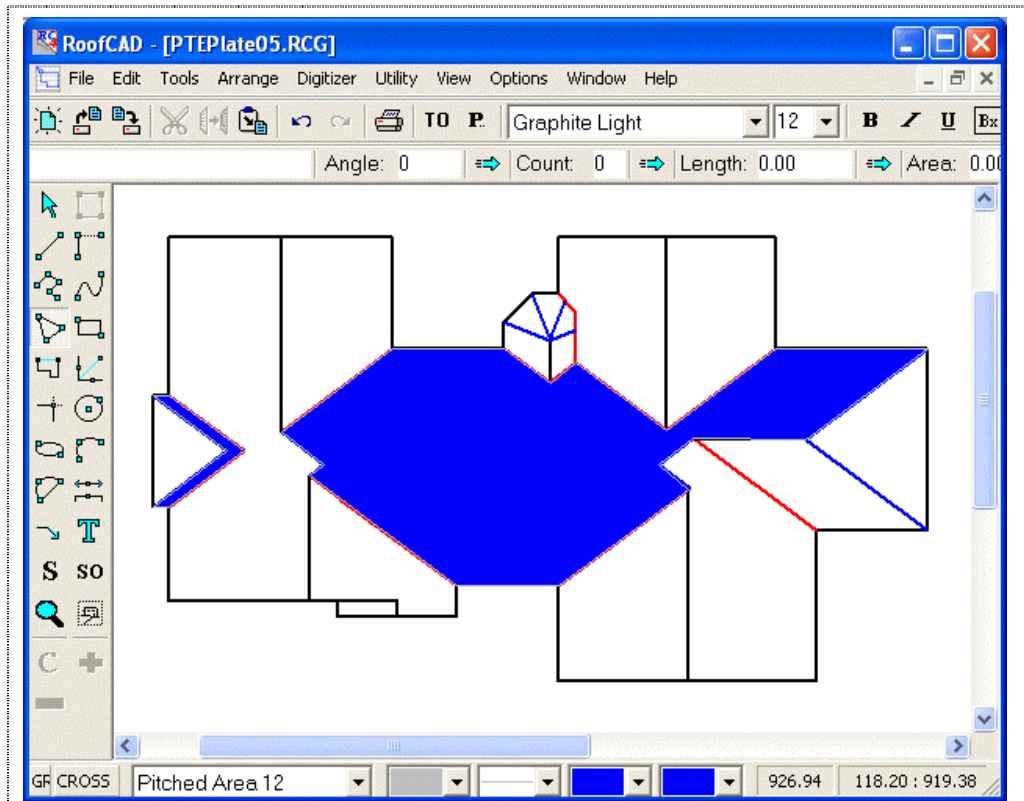 RoofCAD - [PTEPlate05.RCG]
File Edit Tools Arrange Digitizer Utility View Options Window Help
TO P. Graphite Light 12 B I U Bx
Angle: 0 Count: 0 Length: 0.00 Area: 0.00
T
S SO
C
GF CROSS Pitched Area 12 926.94 118.20 : 919.38